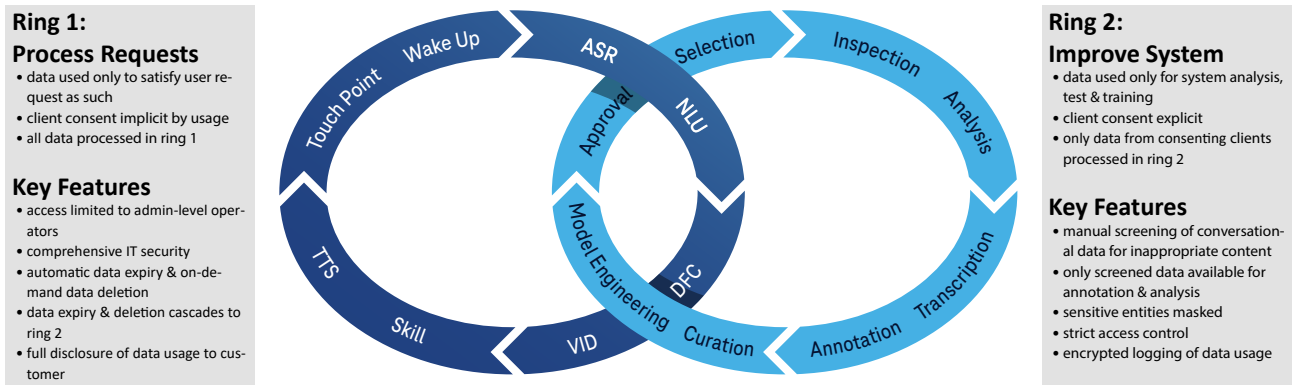 Ring 1:
Process Requests
• data used only to satisfy user re-
quest as such
• client consent implicit by usage
• all data processed in ring 1
Key Features
• access limited to admin-level oper-
ators
• comprehensive IT security
• automatic data expiry & on-de-
mand data deletion
• data expiry & deletion cascades to
ring 2
• full disclosure of data usage to cus-
tomer
Touch Point
Wake Up
ASR
NLU
DFC
VID
Skill
TTS
Selection
Inspection
Analysis
Transcription
Annotation
Curation
Model Engineering
Approval
Ring 2:
Improve System
• data used only for system analysis,
test & training
• client consent explicit
• only data from consenting clients
processed in ring 2
Key Features
• manual screening of conversation-
al data for inappropriate content
• only screened data available for
annotation & analysis
• sensitive entities masked
• strict access control
• encrypted logging of data usage